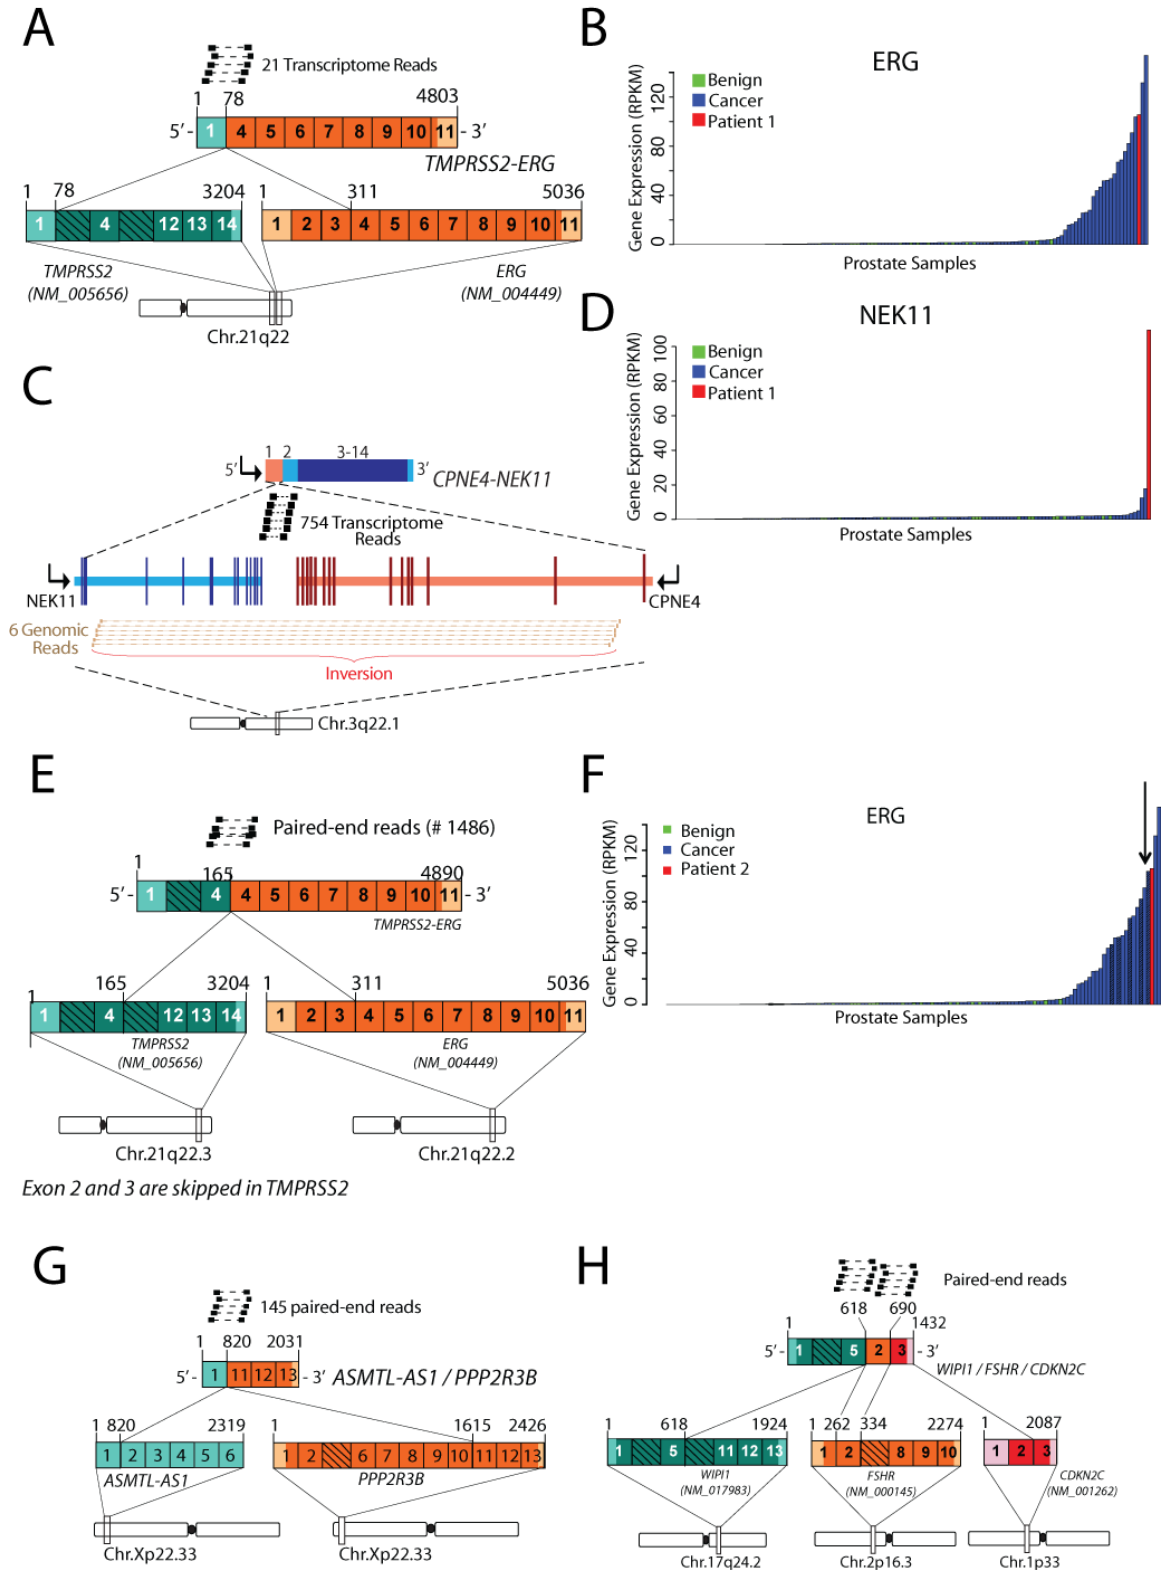 A
21 Transcriptome Reads
1 78 4803
5’- 1 4 5 6 7 8 9 10 11 - 3’
TMPRSS2-ERG
1 78 3204 1 311 5036
1 4 12 13 14 1 2 3 4 5 6 7 8 9 10 11
TMPRSS2
(NM_005656)
ERG
(NM_004449)
Chr.21q22
B
ERG
Benign
Cancer
Patient 1
Gene Expression (RPKM)
0 40 80 120
Prostate Samples
C
1 2 3-14
5’ 3’ CPNE4-NEK11
754 Transcriptome
Reads
NEK11 CPNE4
6 Genomic
Reads
Inversion
Chr.3q22.1
D
NEK11
Benign
Cancer
Patient 1
Gene Expression (RPKM)
0 20 40 60 80 100
Prostate Samples
E
Paired-end reads (# 1486)
1 165 4890
5’- 1 4 4 5 6 7 8 9 10 11 - 3’
TMPRSS2-ERG
1 165 3204 1 311 5036
1 4 12 13 14 1 2 3 4 5 6 7 8 9 10 11
TMPRSS2
(NM_005656)
ERG
(NM_004449)
Chr.21q22.3 Chr.21q22.2
Exon 2 and 3 are skipped in TMPRSS2
F
ERG
Benign
Cancer
Patient 2
Gene Expression (RPKM)
0 40 80 120
Prostate Samples
G
145 paired-end reads
1 820 2031
5’- 1 11 12 13 - 3’ ASMTL-AS1 / PPP2R3B
1 820 2319 1 1615 2426
1 2 3 4 5 6 1 2 6 7 8 9 10 11 12 13
ASMTL-AS1 PPP2R3B
Chr.Xp22.33 Chr.Xp22.33
H
Paired-end reads
1 618 690 1432
5’- 1 5 2 3 - 3’
WIPI1 / FSHR / CDKN2C
1 618 1924 1 262 334 2274 1 2087
1 5 11 12 13 1 2 8 9 10 1 2 3
WIPI1
(NM_017983)
FSHR
(NM_000145)
CDKN2C
(NM_001262)
Chr.17q24.2 Chr.2p16.3 Chr.1p33